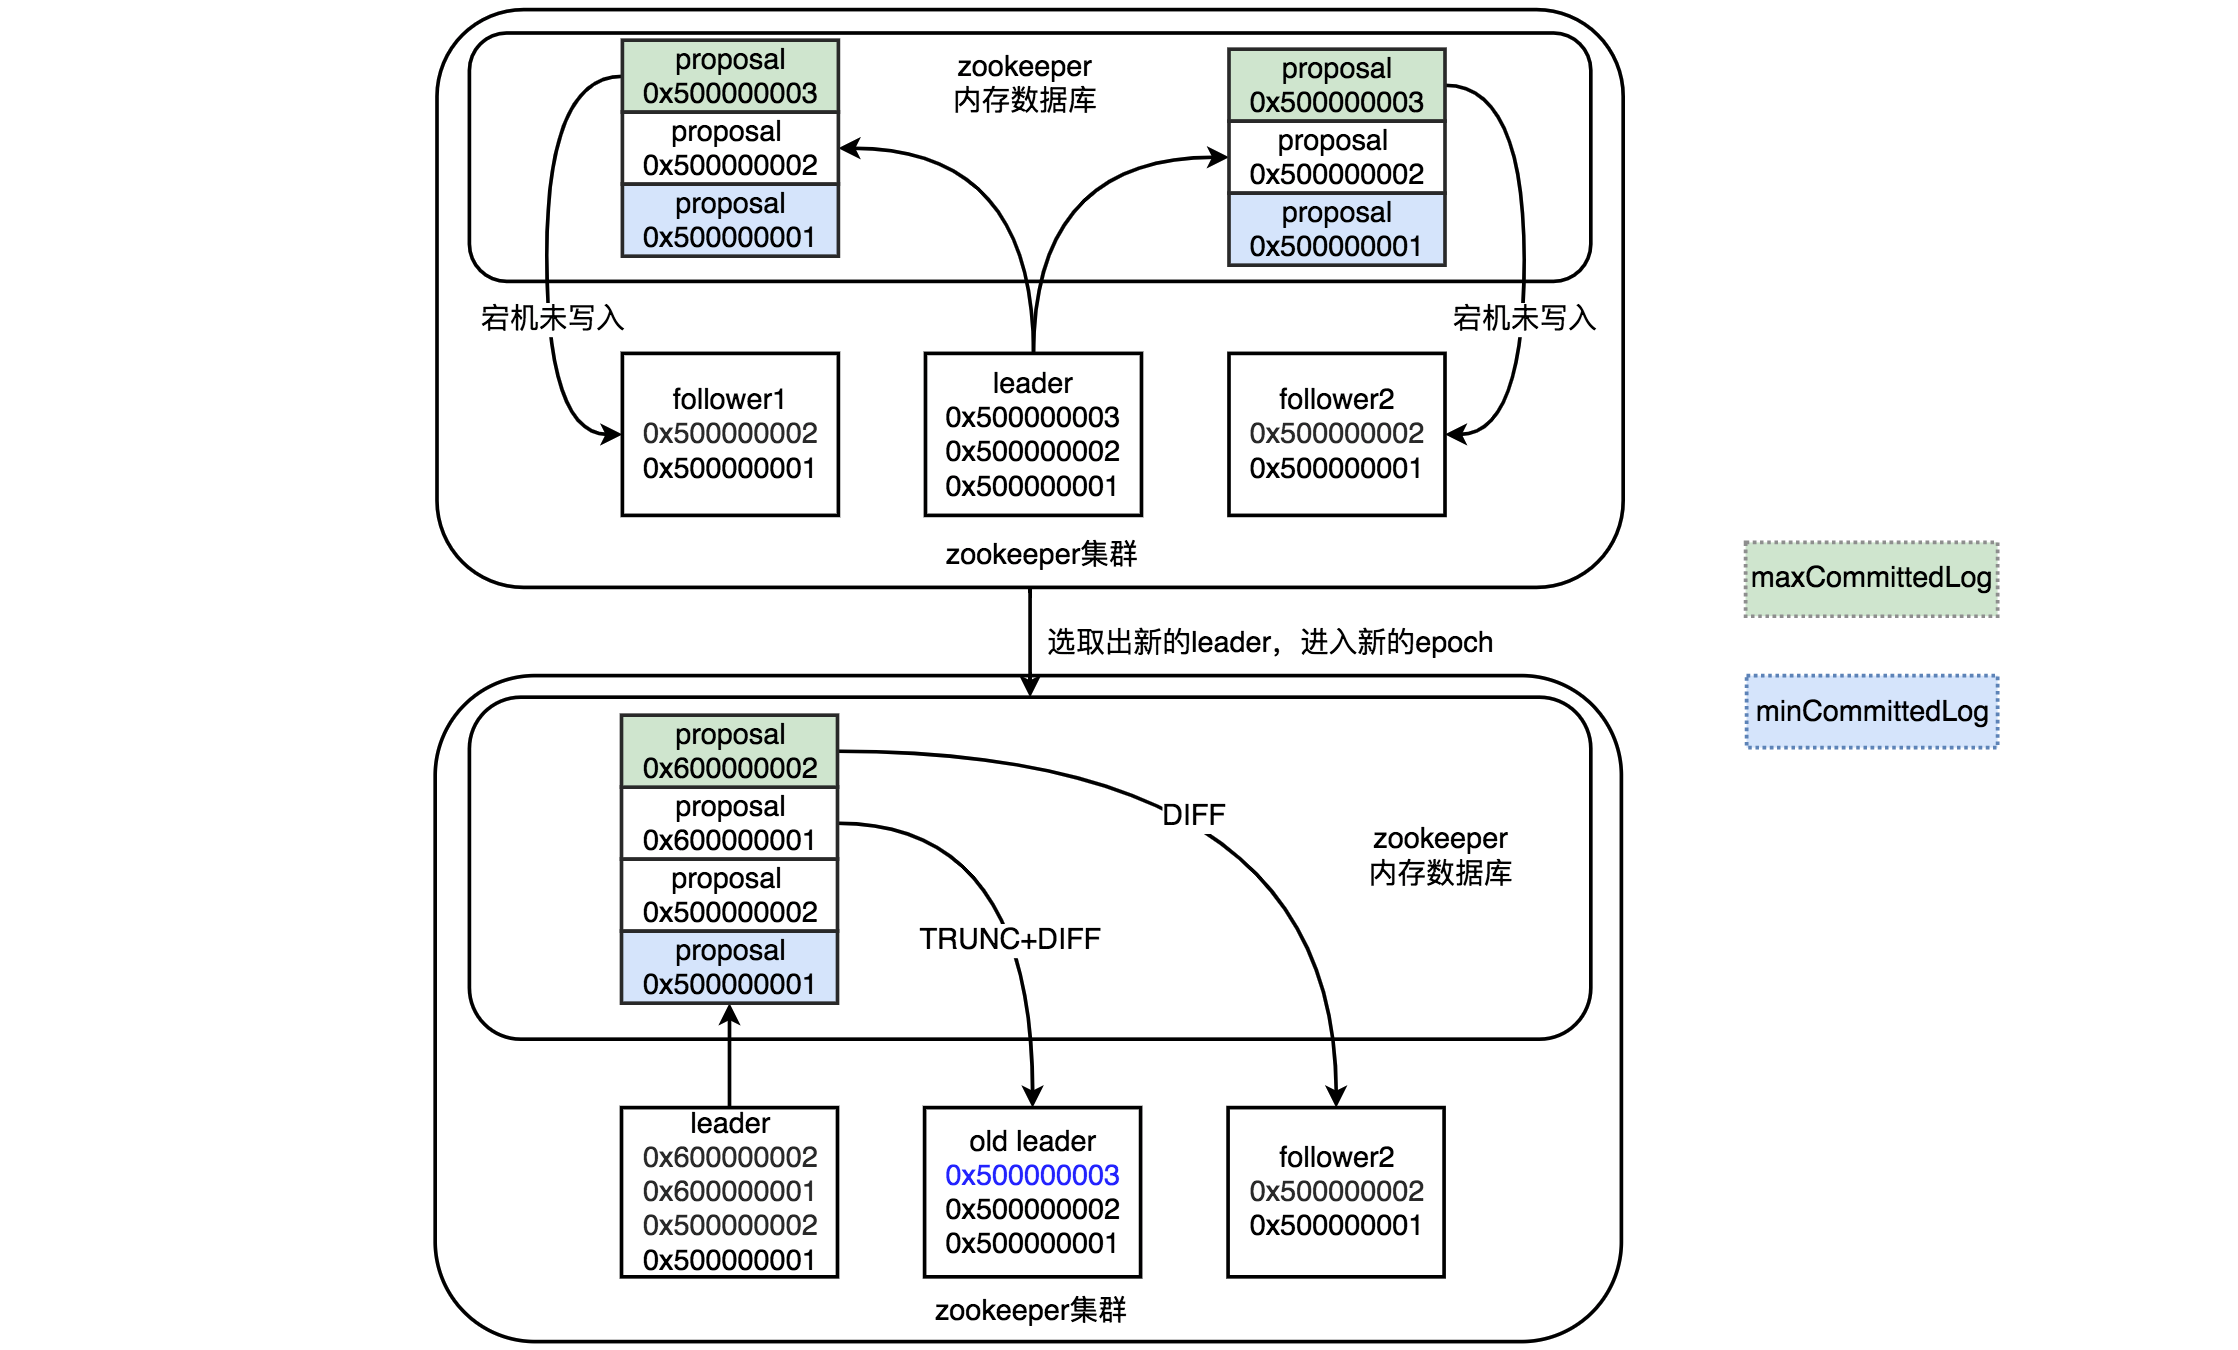 proposal
0x500000003
proposal
0x500000002
proposal
0x500000001
zookeeper
内存数据库
proposal
0x500000003
proposal
0x500000002
proposal
0x500000001
宕机未写入
宕机未写入
follower1
0x500000002
0x500000001
leader
0x500000003
0x500000002
0x500000001
follower2
0x500000002
0x500000001
zookeeper集群
maxCommittedLog
minCommittedLog
选取出新的leader，进入新的epoch
proposal
0x600000002
proposal
0x600000001
proposal
0x500000002
proposal
0x500000001
DIFF
TRUNC+DIFF
zookeeper
内存数据库
leader
0x600000002
0x600000001
0x500000002
0x500000001
old leader
0x500000003
0x500000002
0x500000001
follower2
0x500000002
0x500000001
zookeeper集群